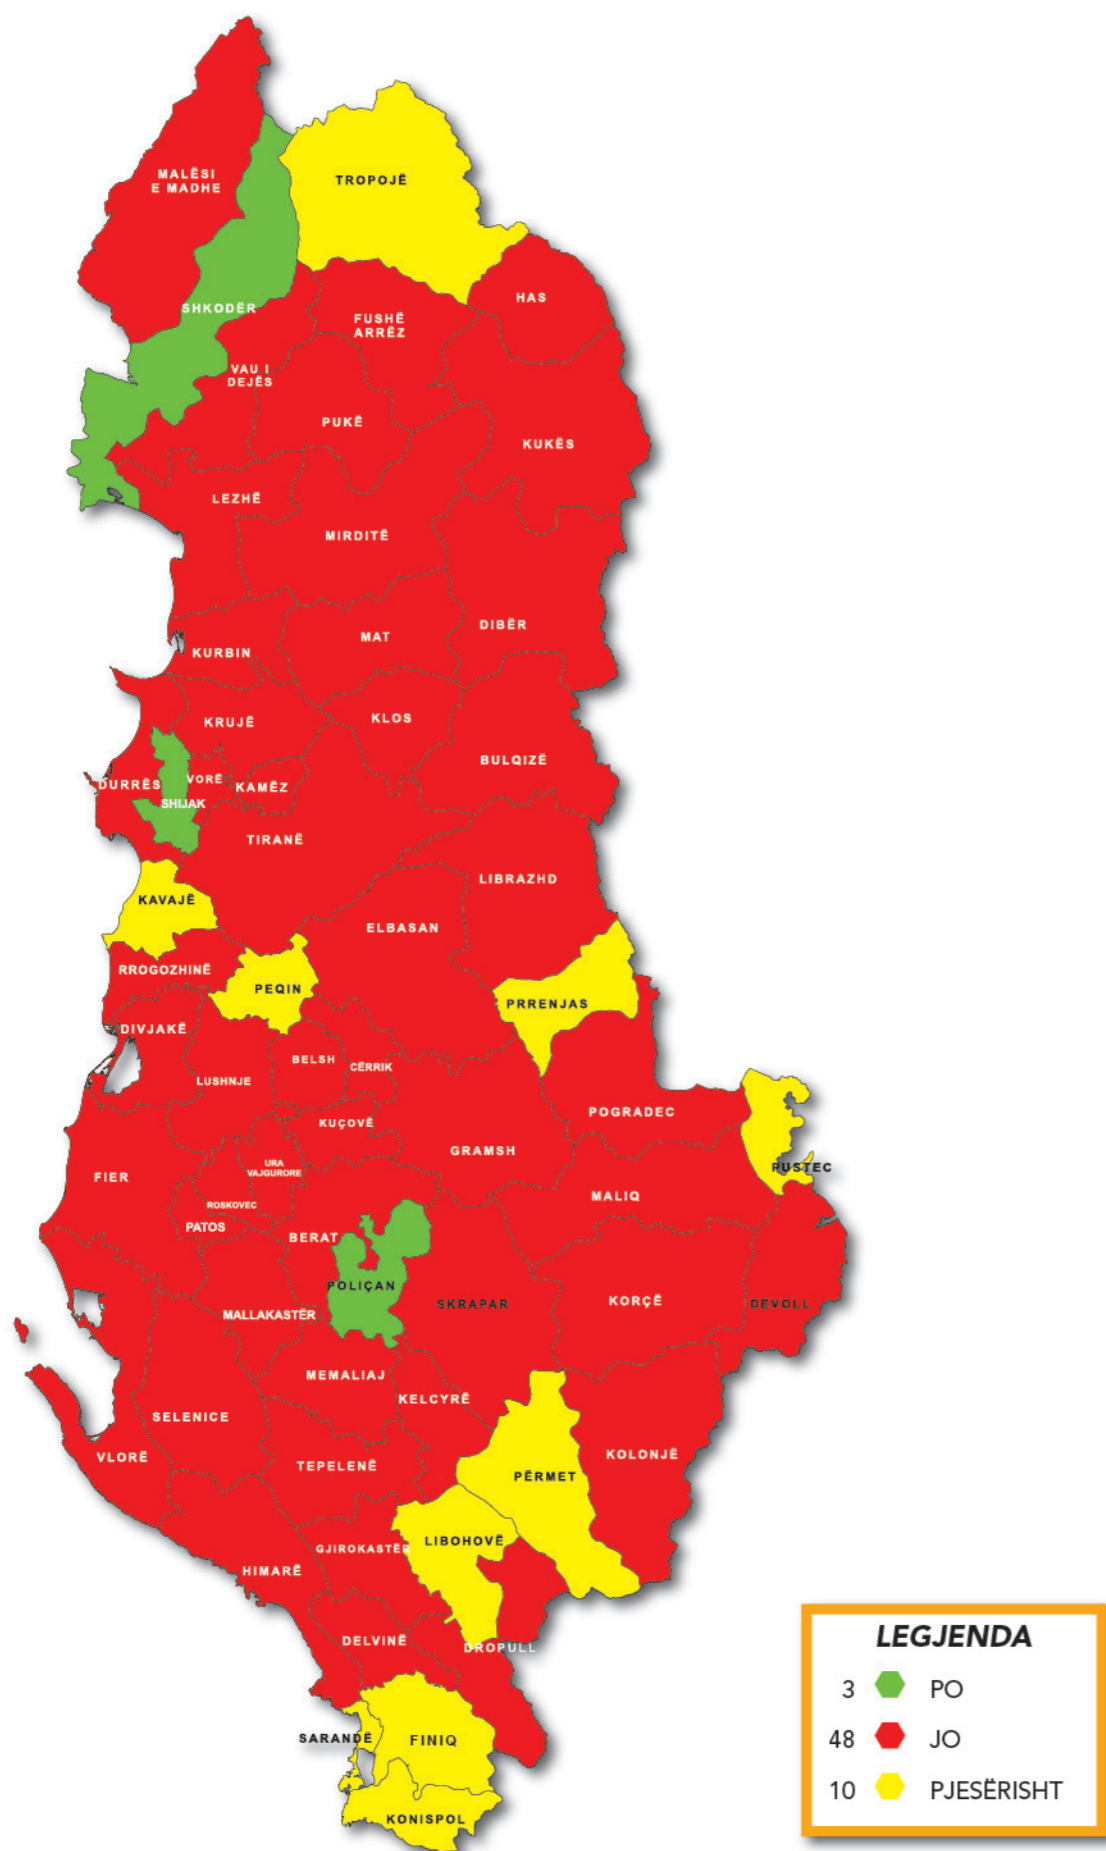 MALËSI
E MADHE
TROPOJË
HAS
SHKODËR
FUSHË
ARRËZ
VAU I
DEJËS
PUKË
KUKËS
LEZHË
MIRDITË
DIBËR
MAT
KURBIN
KLOS
KRUJË
BULQIZË
VORË
DURRËS
KAMËZ
SHIJAK
TIRANË
LIBRAZHD
KAVAJË
ELBASAN
RROGOZHINË
PEQIN
PRRENJAS
DIVJAKË
BELSH
CËRRIK
LUSHNJE
POGRADEC
KUÇOVË
GRAMSH
URA
VAJGURORE
PUSTEC
FIER
MALIQ
ROSKOVEC
PATOS
BERAT
POLIÇAN
SKRAPAR
KORÇË
DEVOLL
MALLAKASTËR
MEMALIAJ
KELCYRË
SELENICE
VLORË
TEPELENË
PËRMET
KOLONJË
LIBOHOVË
GJIROKASTËR
HIMARË
DELVINË
DROPULL
SARANDË
FINIQ
KONISPOL
LEGJENDA
3 PO
48 JO
10 PJESËRISHT